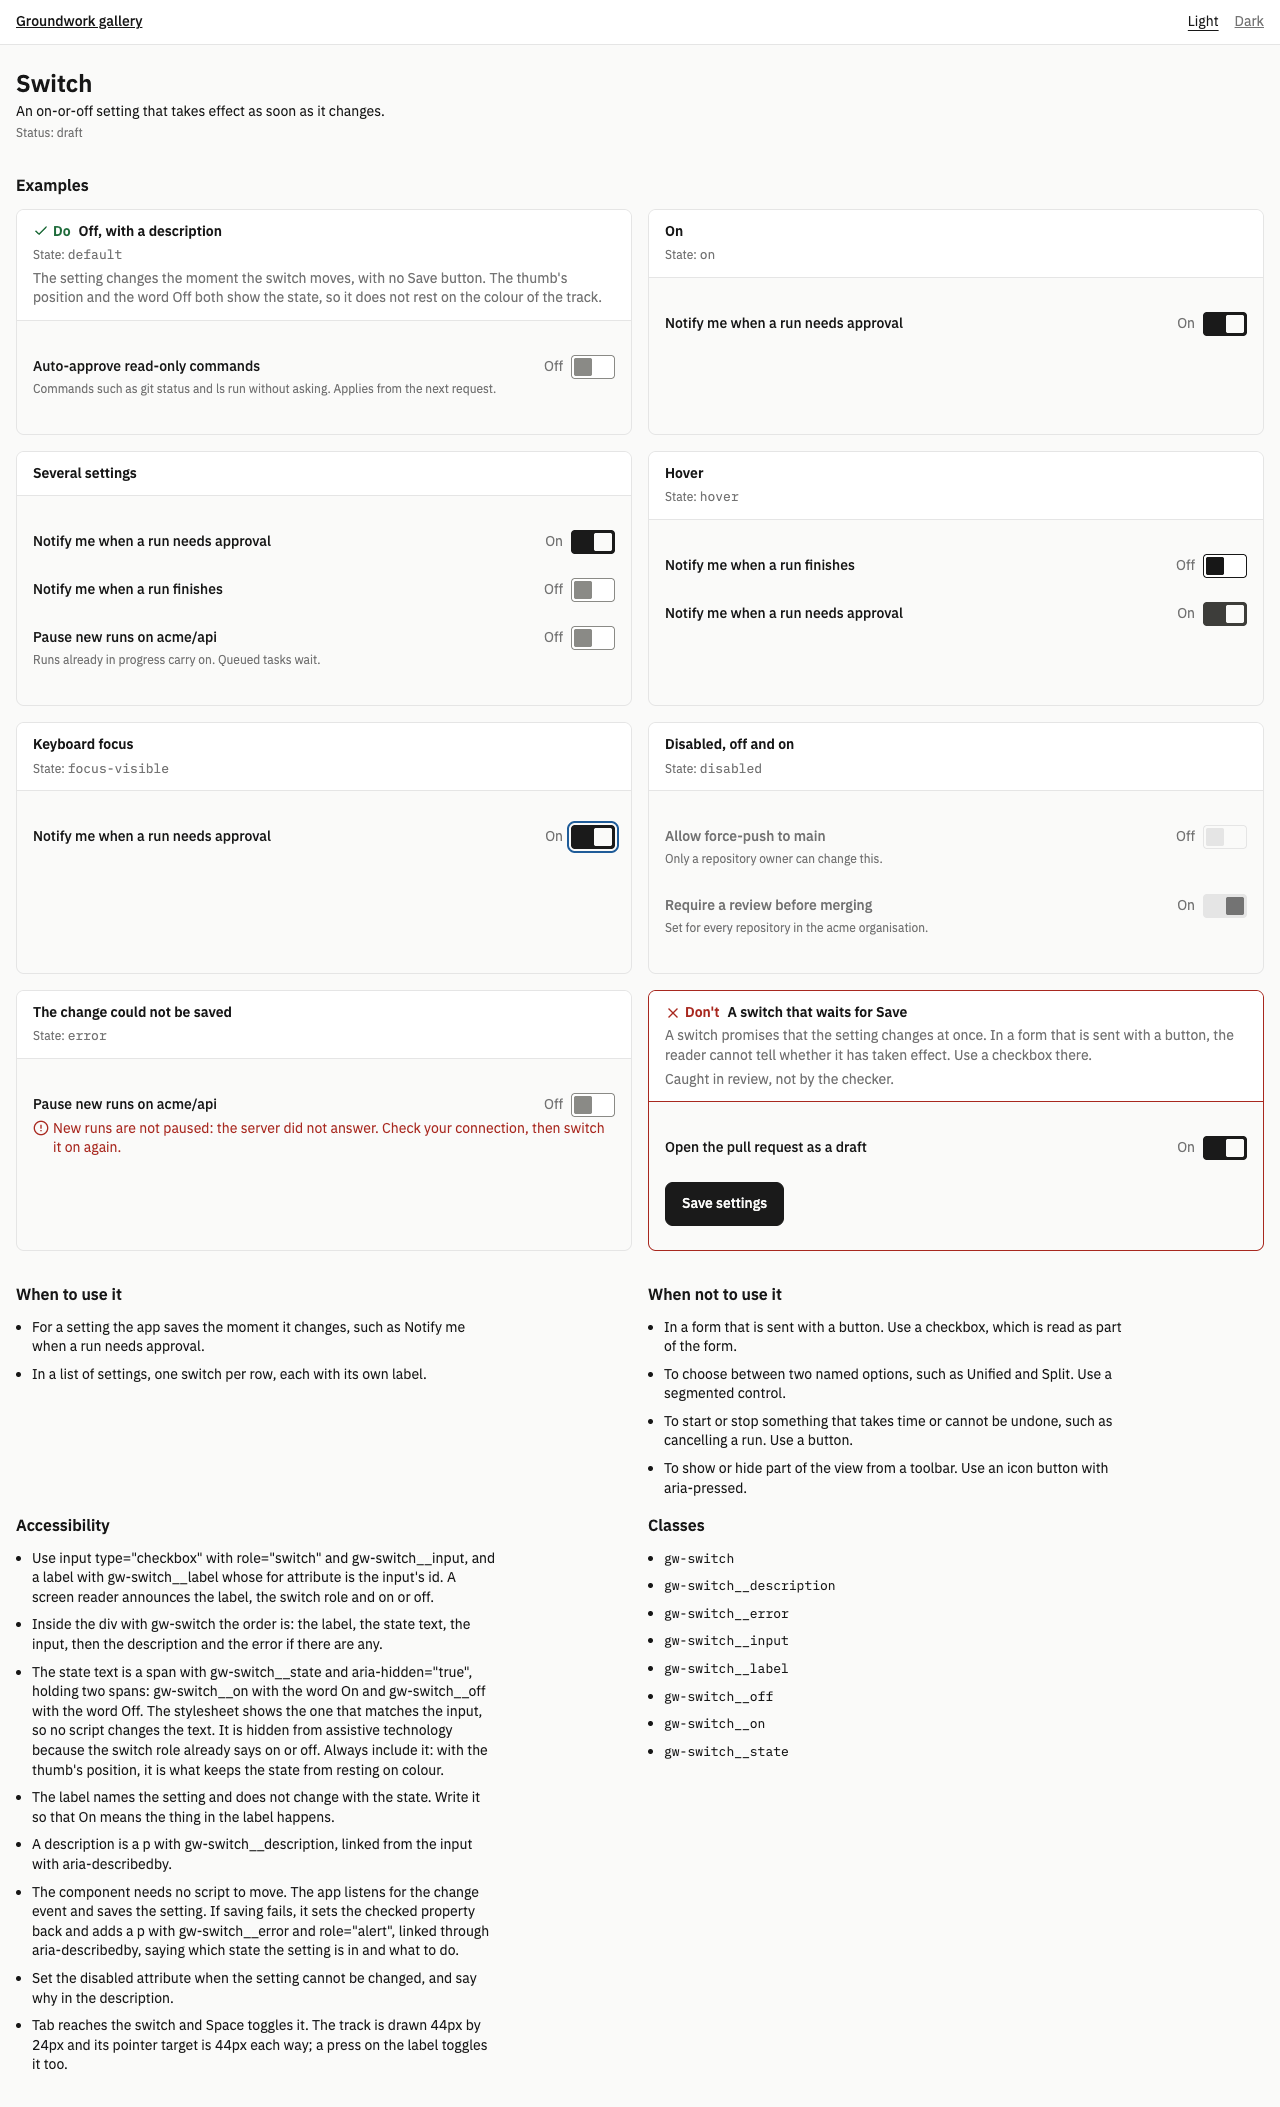 Groundwork gallery
Light Dark
Switch
An on-or-off setting that takes effect as soon as it changes.
Status: draft
Examples
Do Off, with a description
State: default
The setting changes the moment the switch moves, with no Save button. The thumb's
position and the word Off both show the state, so it does not rest on the colour of the track.
Auto-approve read-only commands Off
Commands such as git status and ls run without asking. Applies from the next request.
On
State: on
Notify me when a run needs approval On
Several settings
Notify me when a run needs approval On
Notify me when a run finishes Off
Pause new runs on acme/api Off
Runs already in progress carry on. Queued tasks wait.
Hover
State: hover
Notify me when a run finishes Off
Notify me when a run needs approval On
Keyboard focus
State: focus-visible
Notify me when a run needs approval On
Disabled, off and on
State: disabled
Allow force-push to main Off
Only a repository owner can change this.
Require a review before merging On
Set for every repository in the acme organisation.
The change could not be saved
State: error
Pause new runs on acme/api Off
New runs are not paused: the server did not answer. Check your connection, then switch
it on again.
Don't A switch that waits for Save
A switch promises that the setting changes at once. In a form that is sent with a button, the
reader cannot tell whether it has taken effect. Use a checkbox there.
Caught in review, not by the checker.
Open the pull request as a draft On
Save settings
When to use it
For a setting the app saves the moment it changes, such as Notify me
when a run needs approval.
In a list of settings, one switch per row, each with its own label.
When not to use it
In a form that is sent with a button. Use a checkbox, which is read as part
of the form.
To choose between two named options, such as Unified and Split. Use a
segmented control.
To start or stop something that takes time or cannot be undone, such as
cancelling a run. Use a button.
To show or hide part of the view from a toolbar. Use an icon button with
aria-pressed.
Accessibility
Use input type="checkbox" with role="switch" and gw-switch__input, and
a label with gw-switch__label whose for attribute is the input's id. A
screen reader announces the label, the switch role and on or off.
Inside the div with gw-switch the order is: the label, the state text, the
input, then the description and the error if there are any.
The state text is a span with gw-switch__state and aria-hidden="true",
holding two spans: gw-switch__on with the word On and gw-switch__off
with the word Off. The stylesheet shows the one that matches the input,
so no script changes the text. It is hidden from assistive technology
because the switch role already says on or off. Always include it: with the
thumb's position, it is what keeps the state from resting on colour.
The label names the setting and does not change with the state. Write it
so that On means the thing in the label happens.
A description is a p with gw-switch__description, linked from the input
with aria-describedby.
The component needs no script to move. The app listens for the change
event and saves the setting. If saving fails, it sets the checked property
back and adds a p with gw-switch__error and role="alert", linked through
aria-describedby, saying which state the setting is in and what to do.
Set the disabled attribute when the setting cannot be changed, and say
why in the description.
Tab reaches the switch and Space toggles it. The track is drawn 44px by
24px and its pointer target is 44px each way; a press on the label toggles
it too.
Classes
gw-switch
gw-switch__description
gw-switch__error
gw-switch__input
gw-switch__label
gw-switch__off
gw-switch__on
gw-switch__state